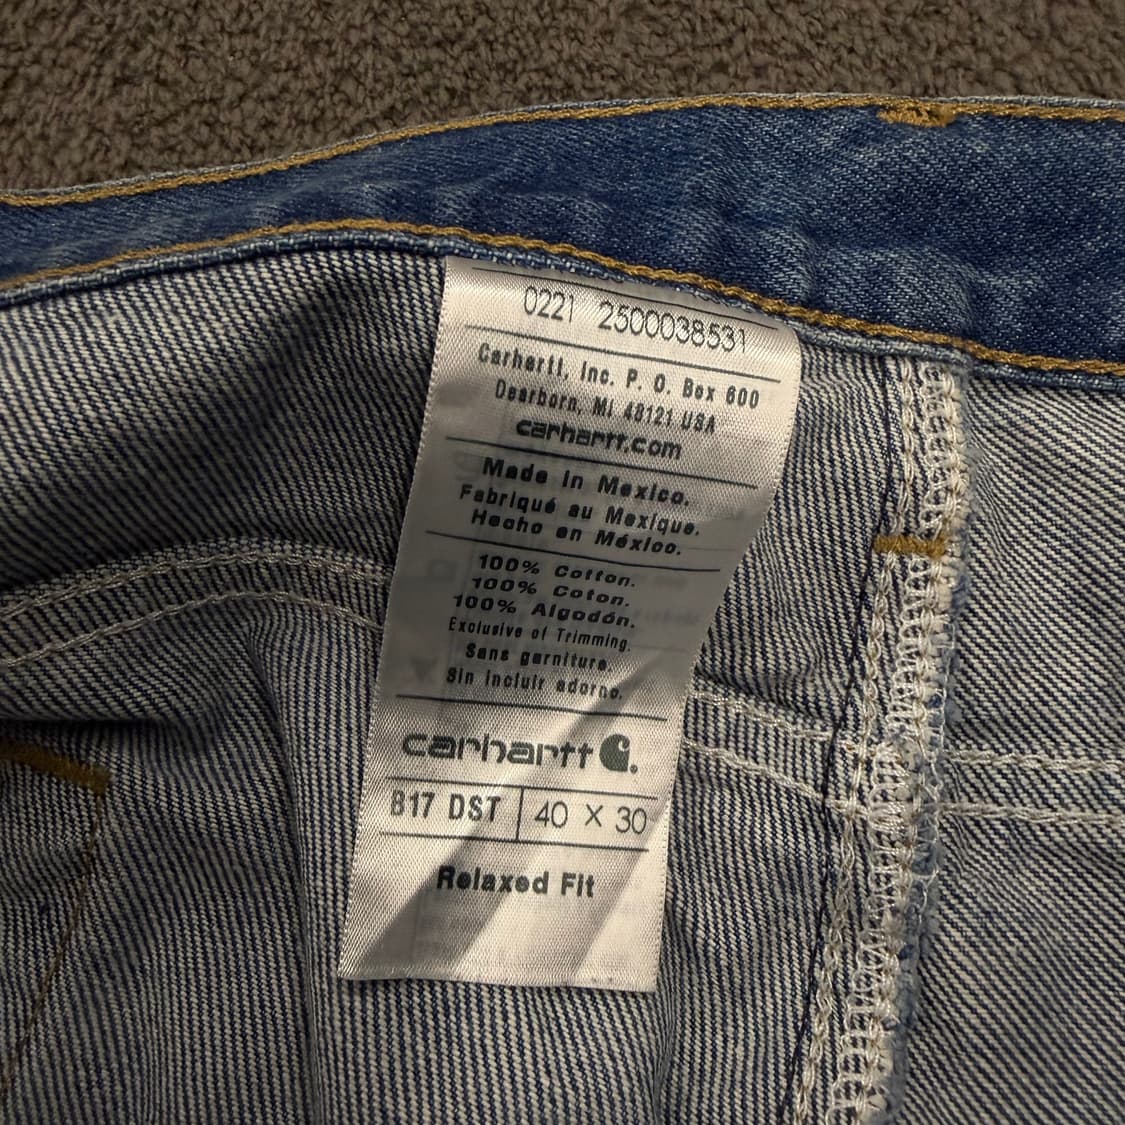 0221 2500038531
Carhartt, Inc. P. O. Box 600
Dearborn, MI 48121 USA
carhartt.com
Made in Mexico.
Fabriqué au Mexique.
Hecho en México.
100% Cotton.
100% Coton.
100% Algodón.
Exclusive of Trimming.
Sans garniture.
Sin incluir adorno.
carhartt
B17 DST 40 X 30
Relaxed Fit